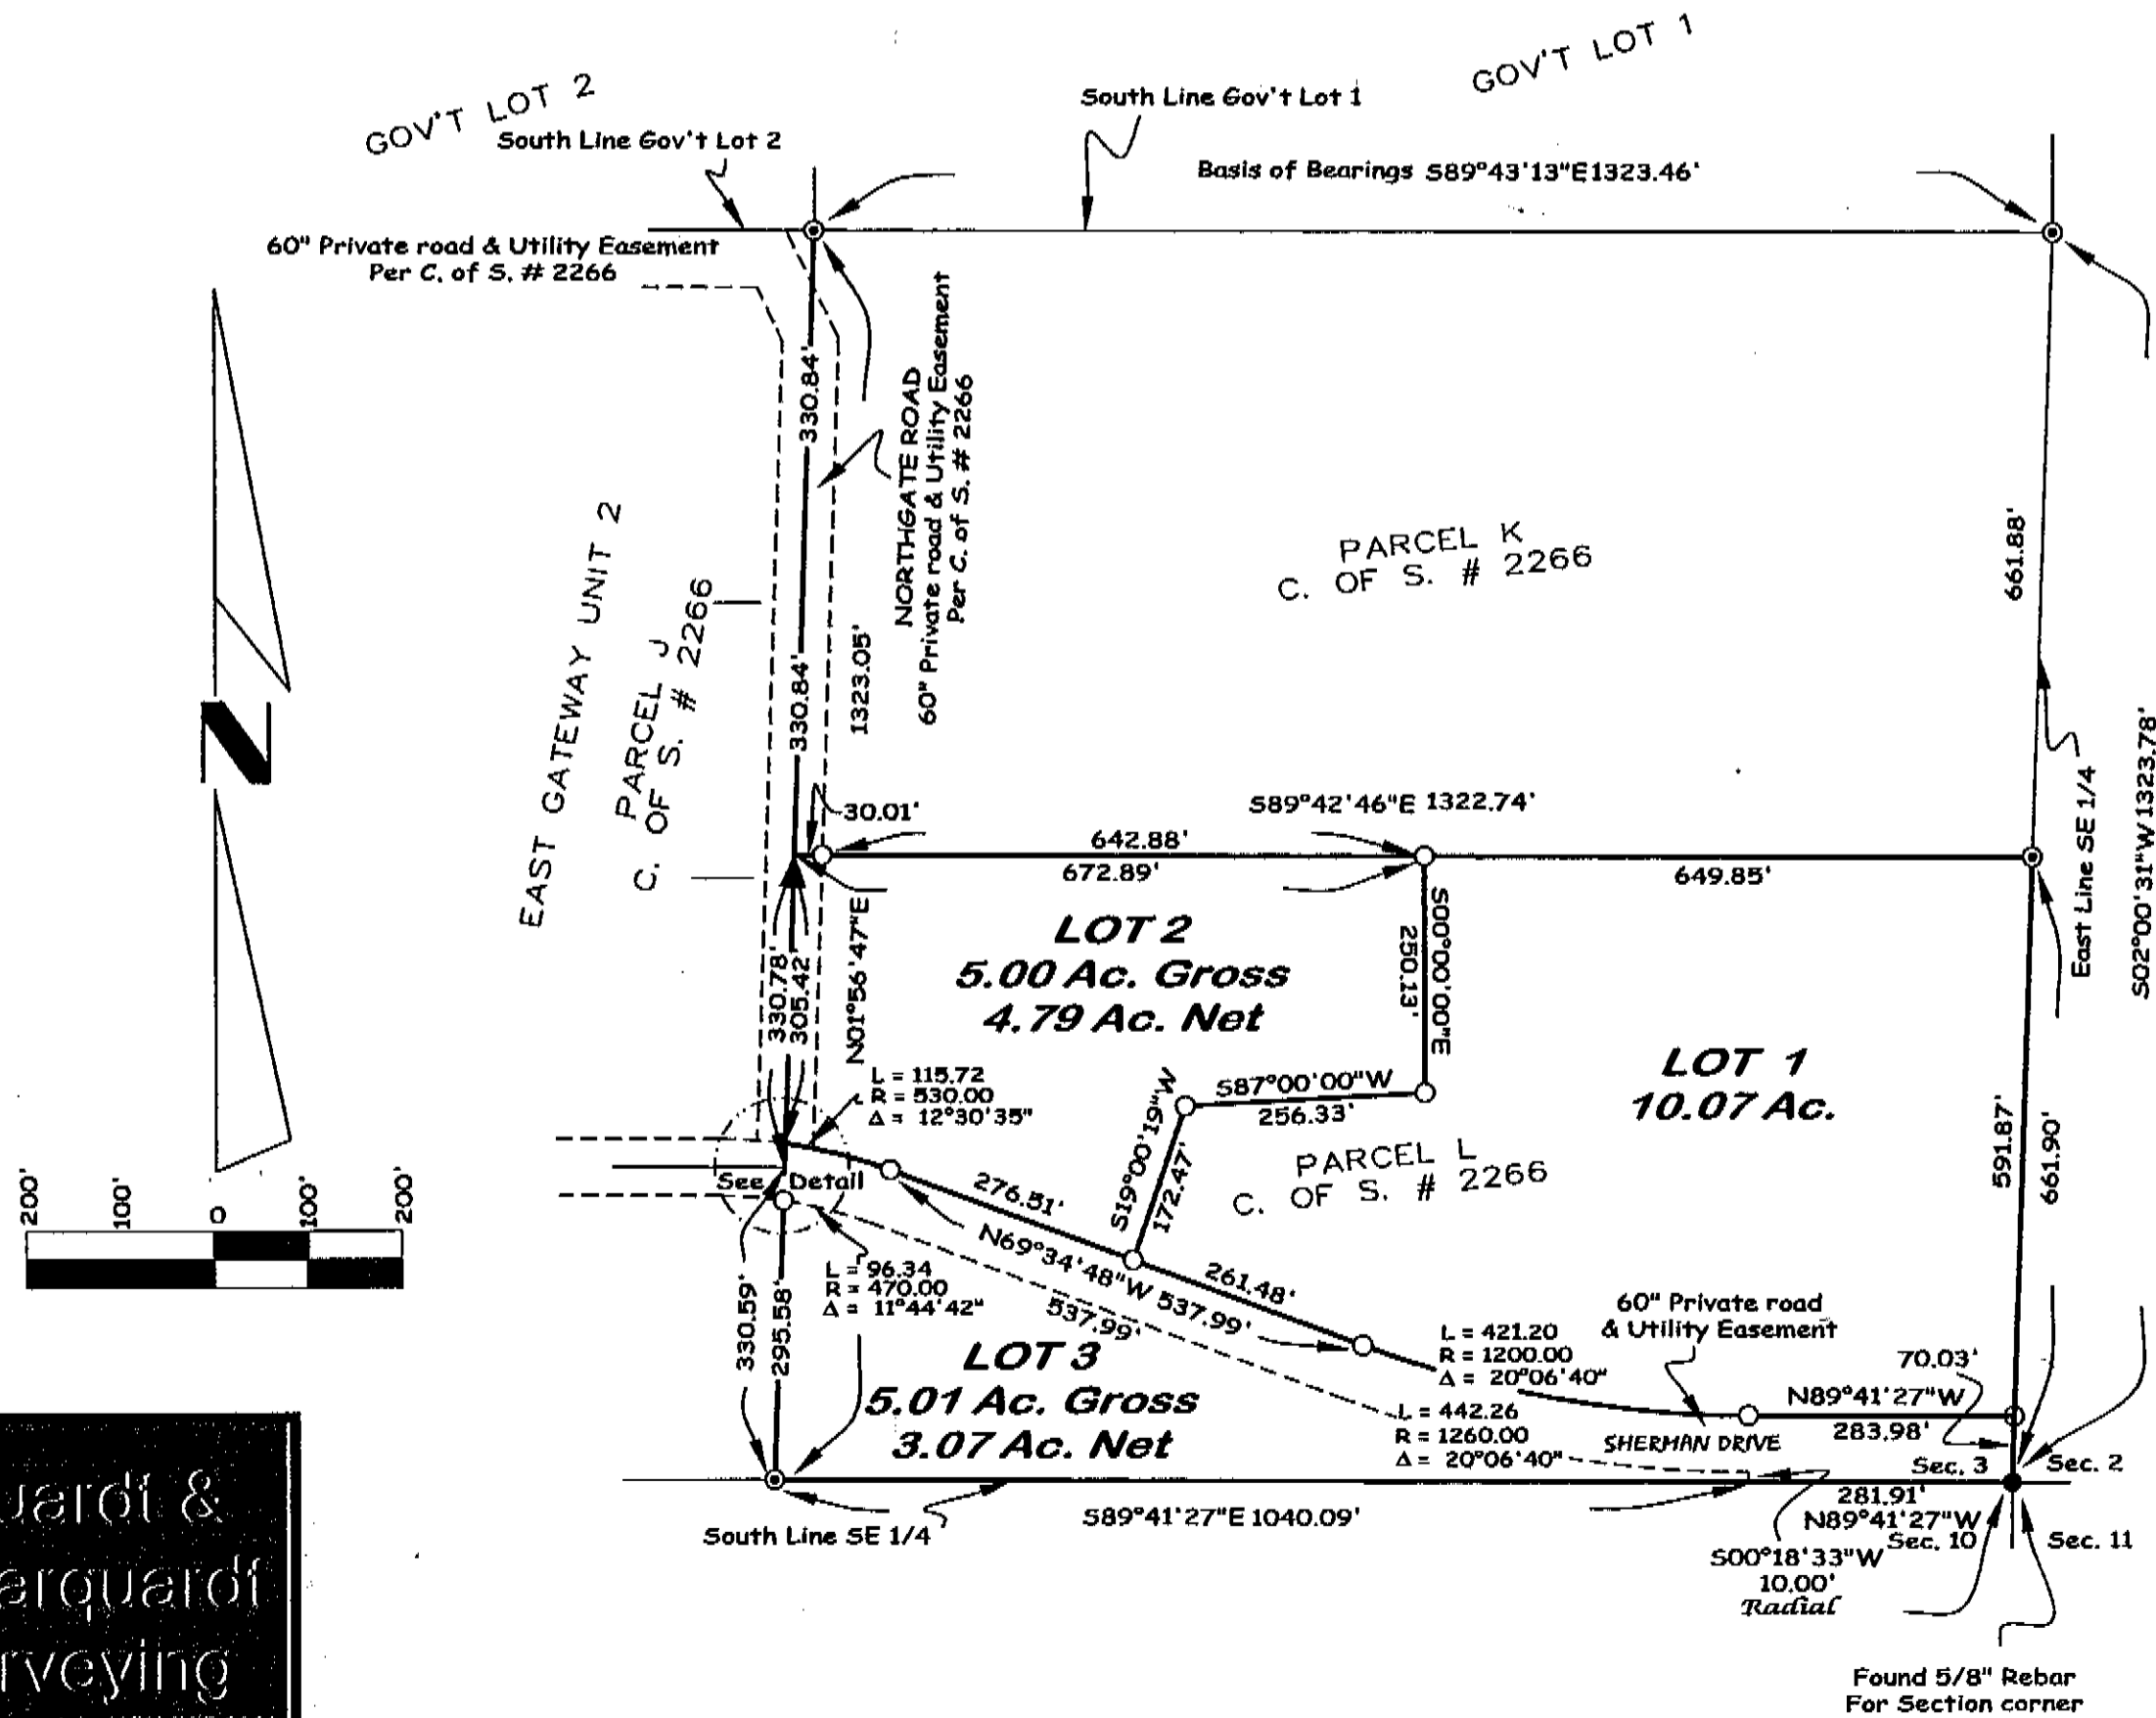 GOV'T LOT 2
GOV'T LOT 1
South Line Gov't Lot 1
South Line Gov't Lot 2
Basis of Bearings S89°43'13"E1323.46'
60" Private road & Utility Easement
Per C. of S. # 2266
330.84'
NORTHGATE ROAD
60" Private road & Utility Easement
Per C. of S. # 2266
EAST GATEWAY UNIT 2
PARCEL J
C. OF S. # 2266
330.84'
1323.05'
PARCEL K
C. OF S. # 2266
661.88'
East Line SE 1/4
S02°00'31"W1323.78'
N
30.01'
S89°42'46"E 1322.74'
642.88'
672.89'
649.85'
330.78'
305.42'
N01°56'47"E
LOT 2
5.00 Ac. Gross
4.79 Ac. Net
S00°00'00"E
250.13'
LOT 1
10.07 Ac.
L = 115.72
R = 530.00
Δ = 12°30'35"
S87°00'00"W
256.33'
S19°00'19"W
172.47'
PARCEL L
C. OF S. # 2266
591.87'
661.90'
See Detail
276.51'
N69°34'48"W 537.99'
261.48'
537.99'
200'
100'
0
100'
200'
L = 96.34
R = 470.00
Δ = 11°44'42"
330.59'
295.58'
LOT 3
5.01 Ac. Gross
3.07 Ac. Net
L = 421.20
R = 1200.00
Δ = 20°06'40"
60" Private road
& Utility Easement
70.03'
N89°41'27"W
283.98'
L = 442.26
R = 1260.00
Δ = 20°06'40"
SHERMAN DRIVE
Sec. 3
Sec. 2
South Line SE 1/4
S89°41'27"E 1040.09'
281.91'
N89°41'27"W
Sec. 10
Sec. 11
S00°18'33"W
10.00'
Radial
Found 5/8" Rebar
For Section corner
uardt &
arquardt
rveying